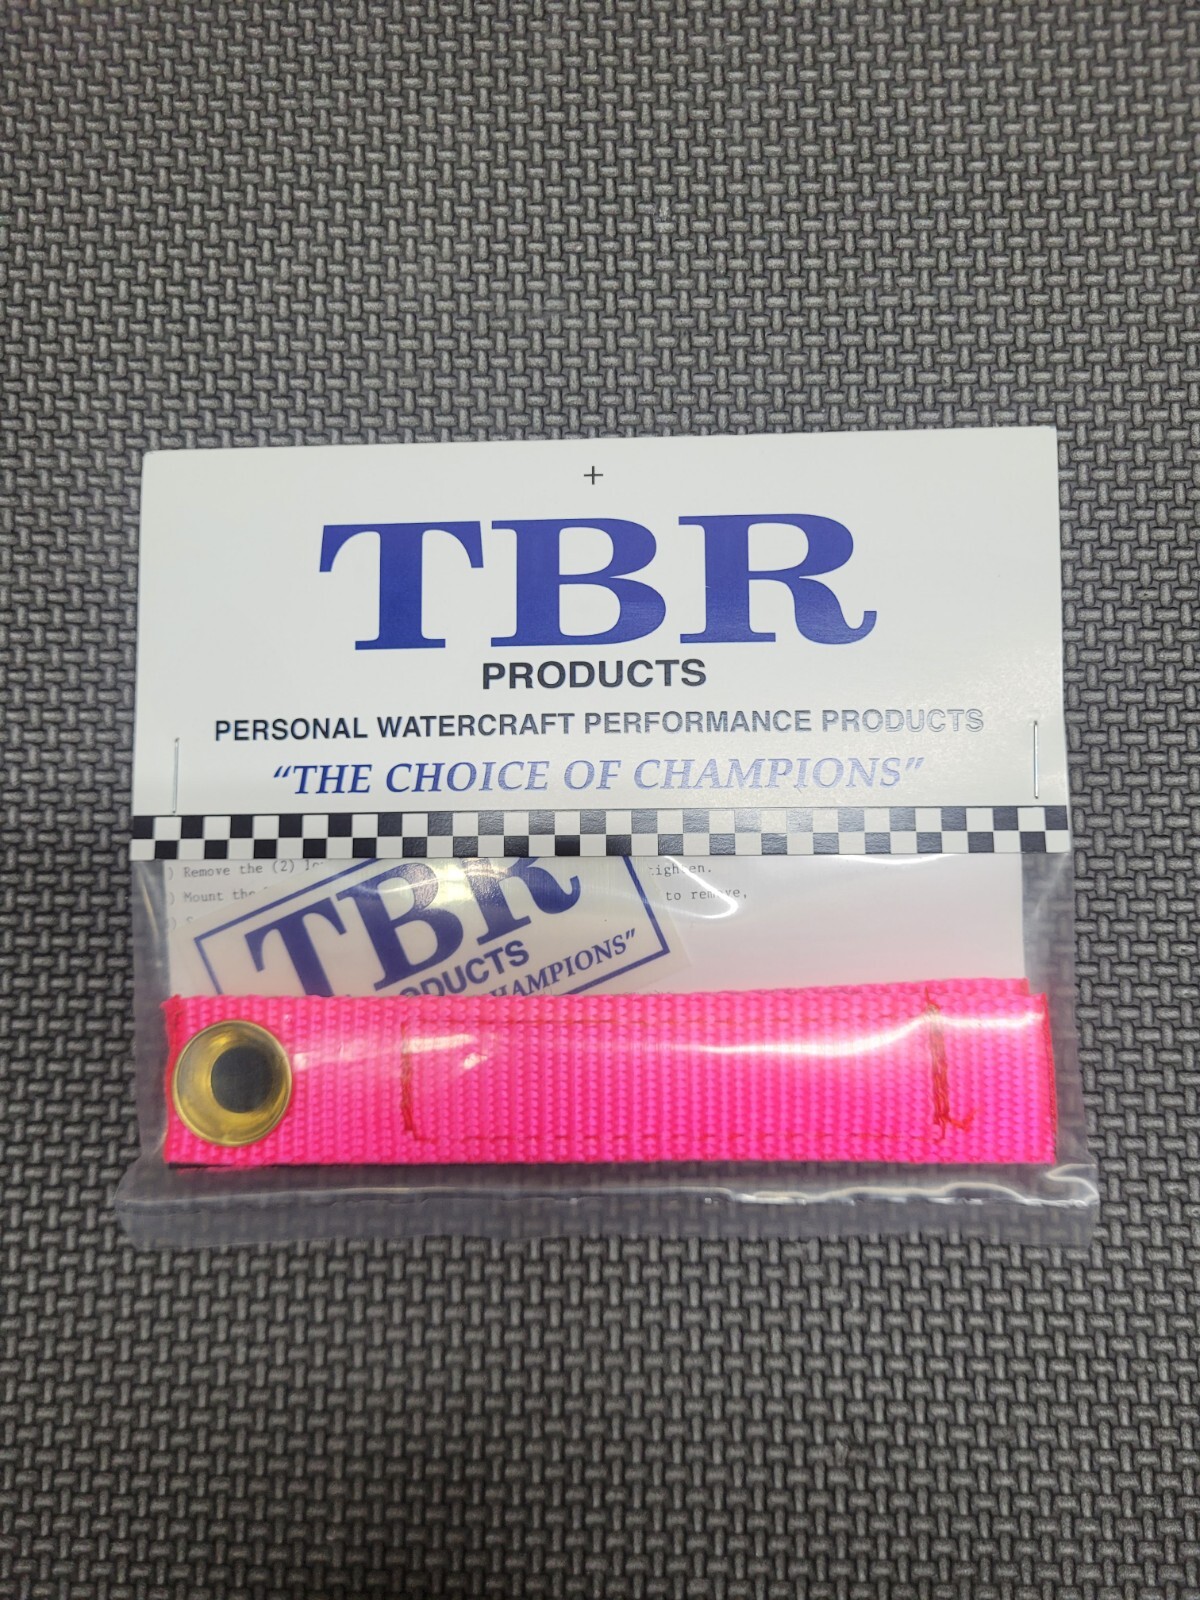 TBR
PRODUCTS
PERSONAL WATERCRAFT PERFORMANCE PRODUCTS
"THE CHOICE OF CHAMPIONS"
) Remove the (2) tighten.
) Mount the to remove,
TBR
PRODUCTS
CHAMPIONS"